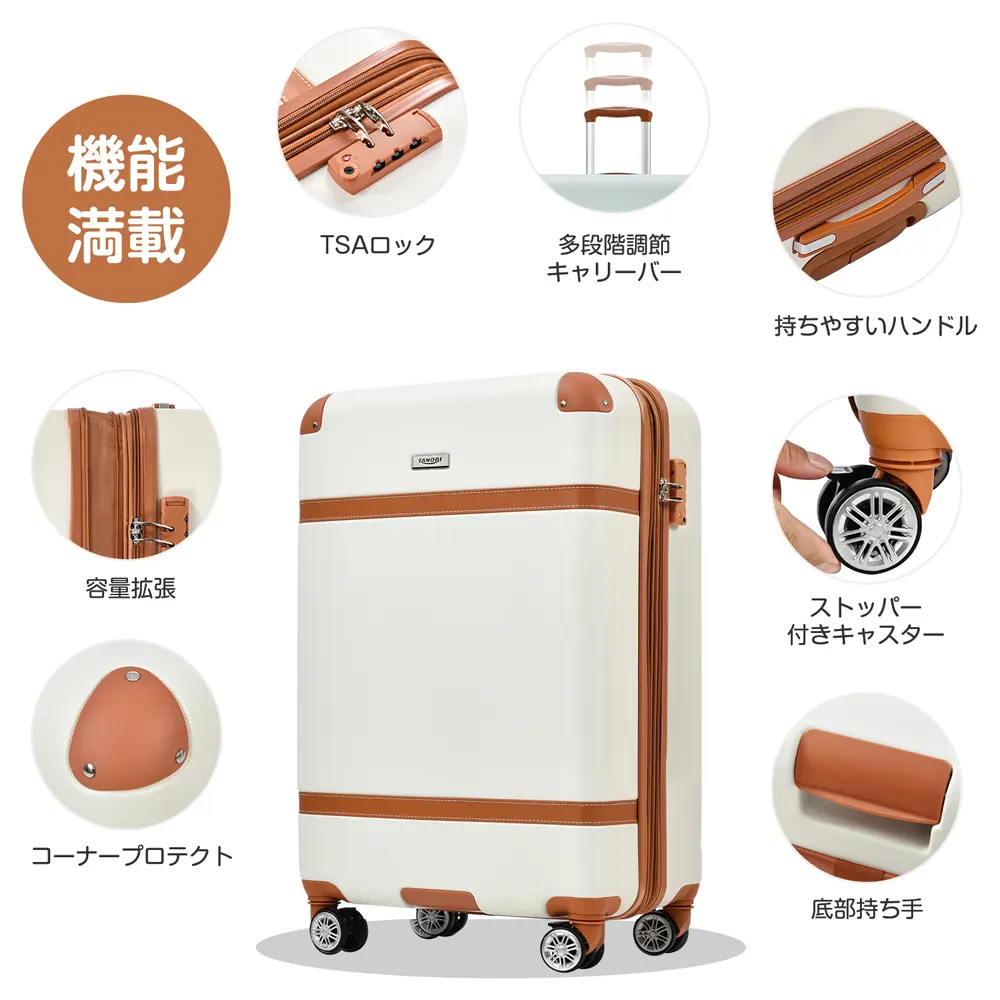 機能
満載
TSAロック
多段階調節
キャリーバー
持ちやすいハンドル
TANOBI
容量拡張
ストッパー
付きキャスター
コーナープロテクト
底部持ち手